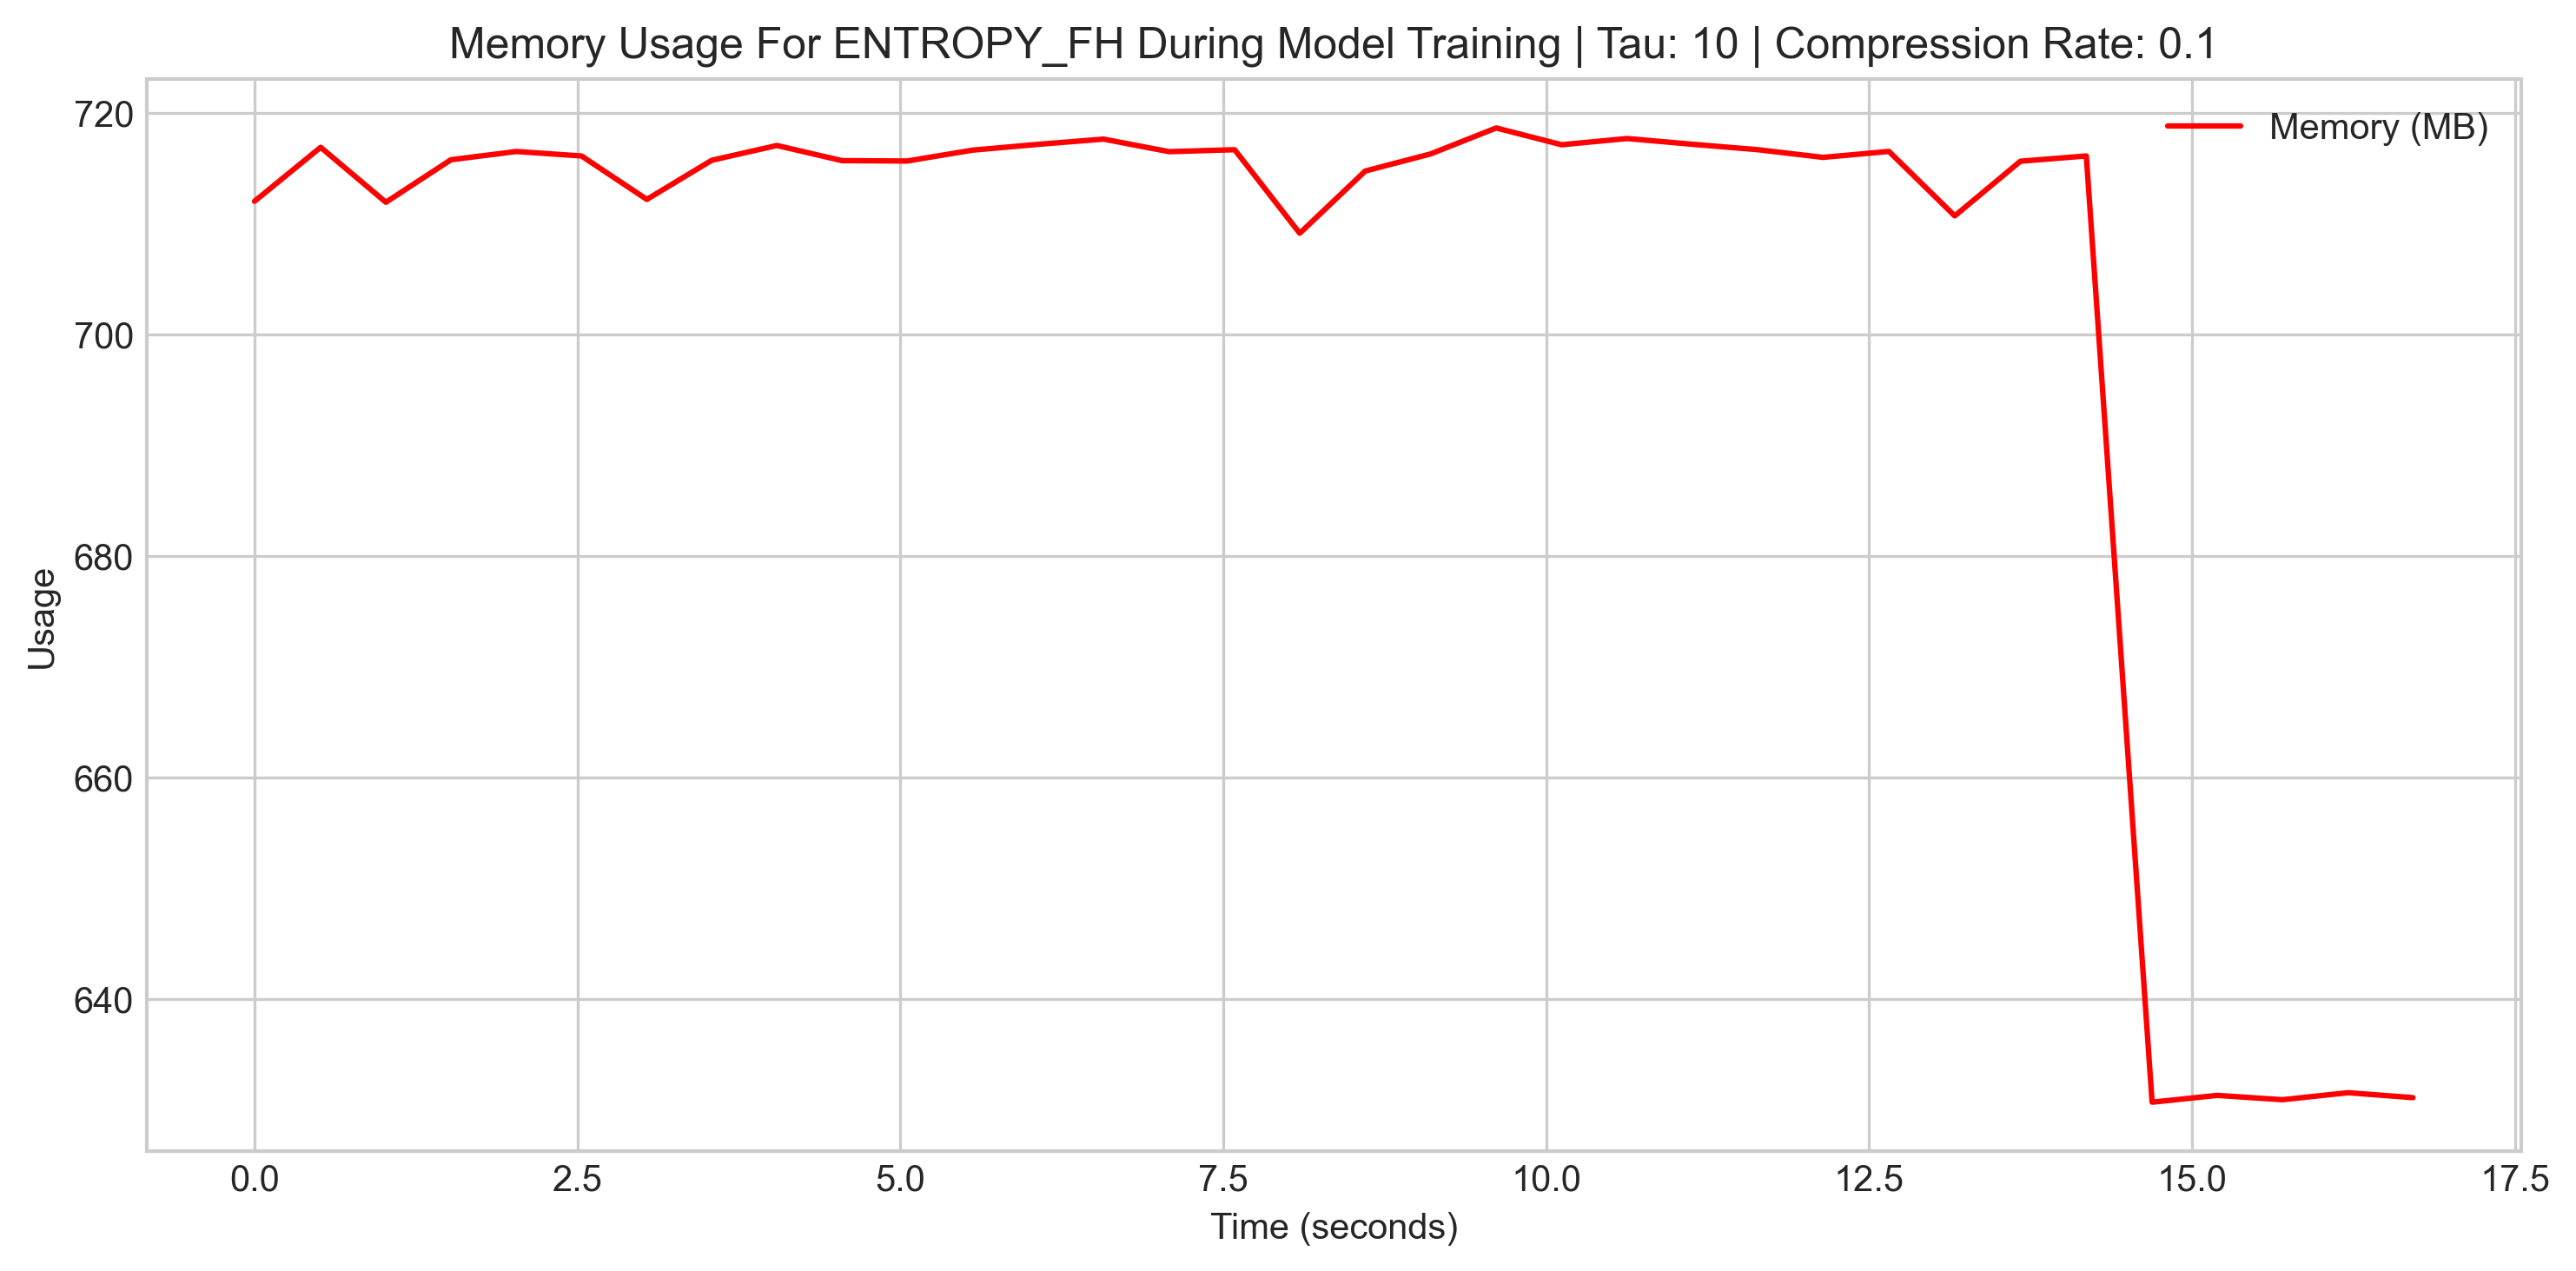 Memory Usage For ENTROPY_FH During Model Training | Tau: 10 | Compression Rate: 0.1
Memory (MB)
720
700
680
660
640
Usage
0.0 2.5 5.0 7.5 10.0 12.5 15.0 17.5
Time (seconds)